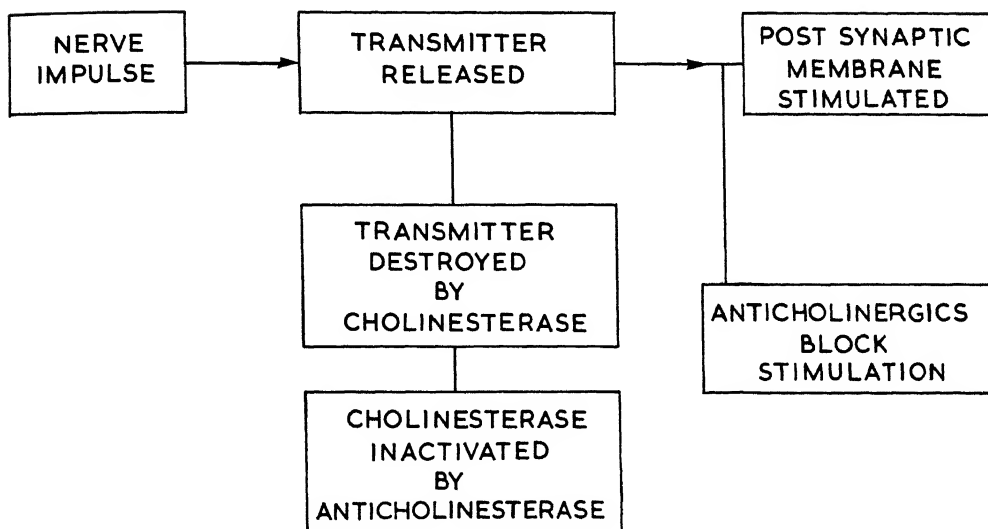 NERVE
IMPULSE
TRANSMITTER
RELEASED
POST SYNAPTIC
MEMBRANE
STIMULATED
TRANSMITTER
DESTROYED
BY
CHOLINESTERASE
ANTICHOLINERGICS
BLOCK
STIMULATION
CHOLINESTERASE
INACTIVATED
BY
ANTICHOLINESTERASE